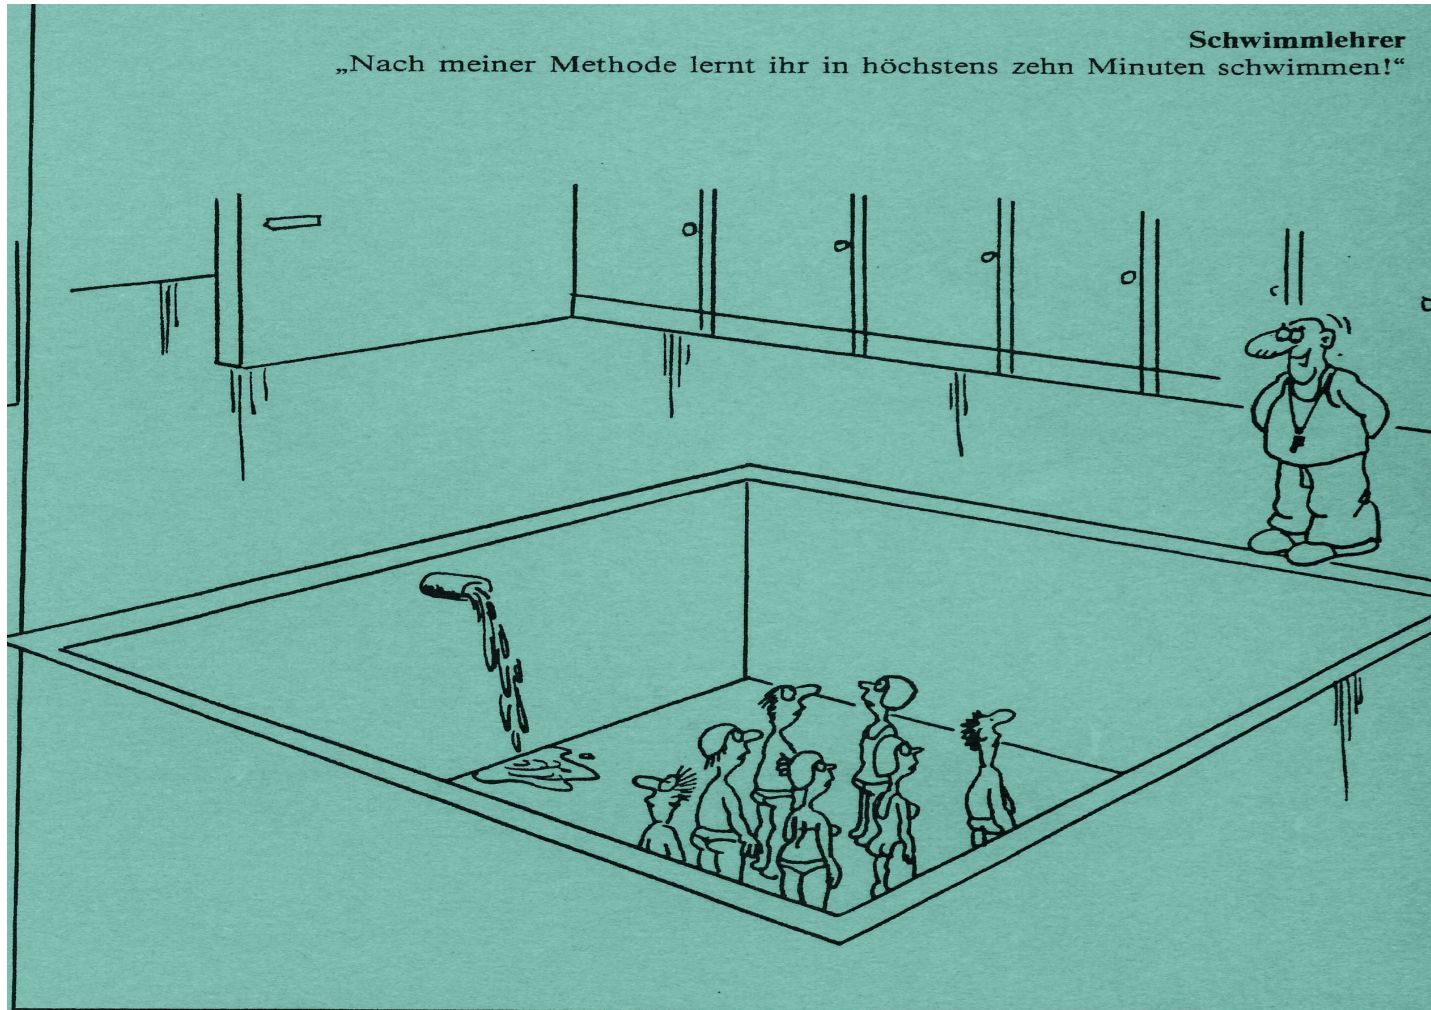 Schwimmlehrer
„Nach meiner Methode lernt ihr in höchstens zehn Minuten schwimmen!“